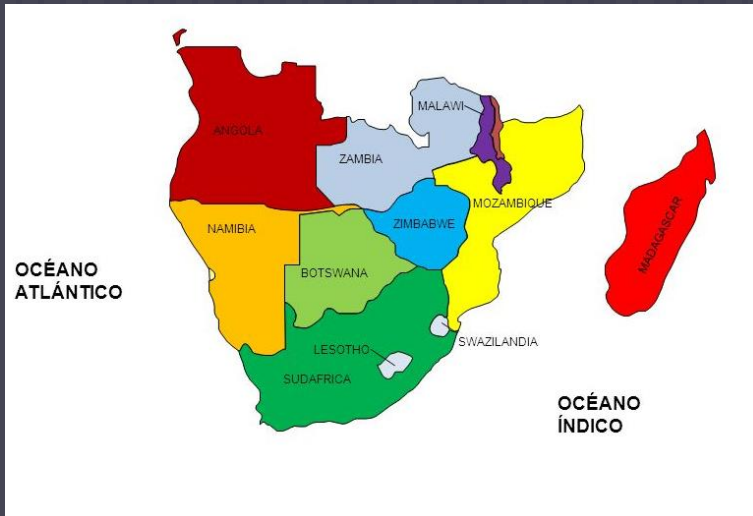 MALAWI
ANGOLA
ZAMBIA
MOZAMBIQUE
NAMIBIA
ZIMBABWE
MADAGASCAR
BOTSWANA
OCÉANO
ATLÁNTICO
SWAZILANDIA
LESOTHO
SUDAFRICA
OCÉANO
ÍNDICO